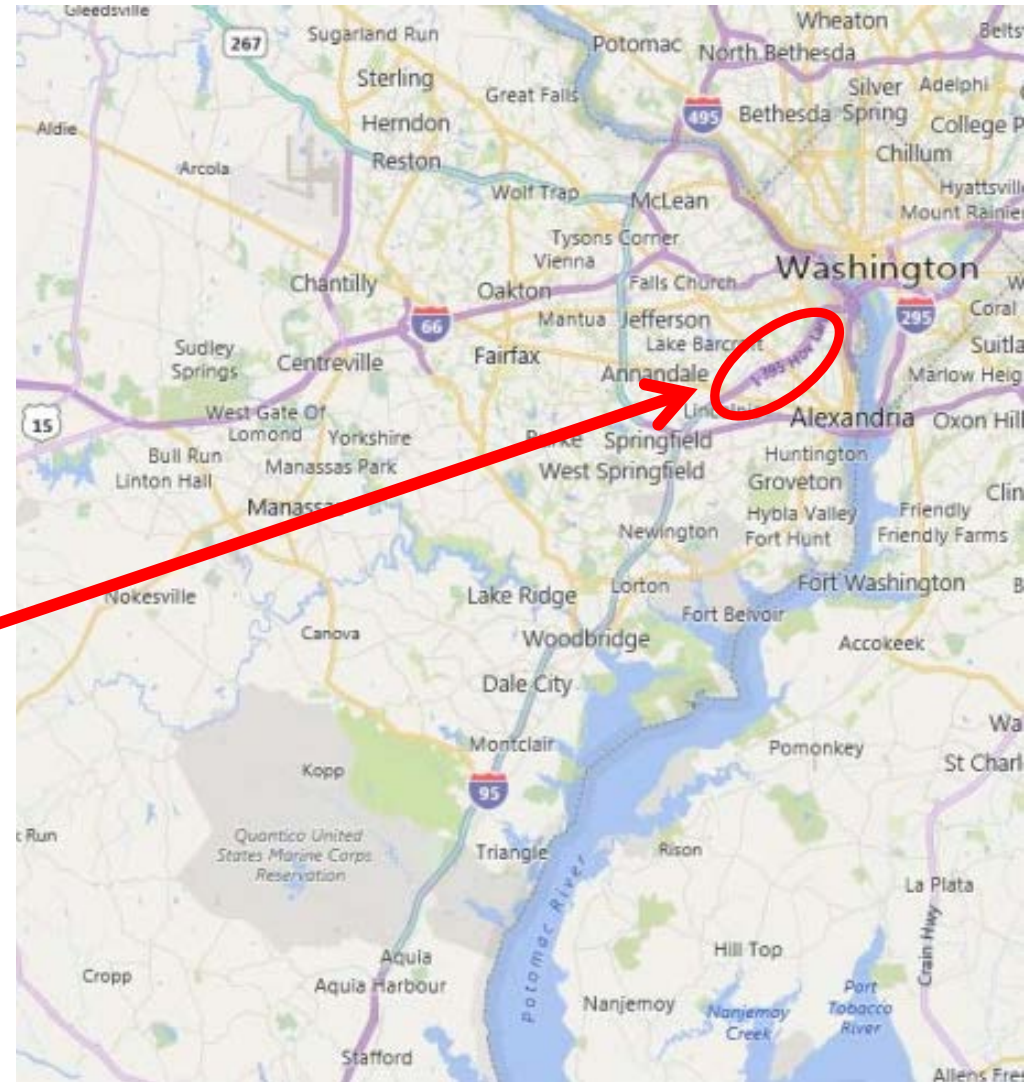 Gleedsville
267
Sugarland Run
Potomac
Wheaton
North Bethesda
Sterling
Great Falls
495
Bethesda
Silver
Spring
Adelphi
Aldie
Herndon
College P
Arcola
Reston
Chillum
Wolf Trap
McLean
Hyattsville
Mount Rainier
Tysons Corner
Vienna
Washington
Chantilly
Oakton
Falls Church
66
Mantua
Jefferson
295
Coral
Sudley
Springs
Centreville
Fairfax
Lake Barcroft
I-395 Hov Ln
Annandale
Marlow Heig
15
West Gate Of
Lomond
Yorkshire
Alexandria
Oxon Hill
Bull Run
Linton Hall
Manassas Park
Springfield
Huntington
West Springfield
Groveton
Newington
Hybla Valley
Fort Hunt
Friendly
Friendly Farms
Nokesville
Lake Ridge
Lorton
Fort Washington
Fort Belvoir
Canova
Woodbridge
Accokeek
Dale City
Montclair
Pomonkey
Kopp
95
Quantico United
States Marine Corps
Reservation
Triangle
Rison
La Plata
Potomac River
Aquia
Hill Top
Crain Hwy
Cropp
Aquia Harbour
Nanjemoy
Nanjemoy
Creek
Port
Tobacco
River
Stafford